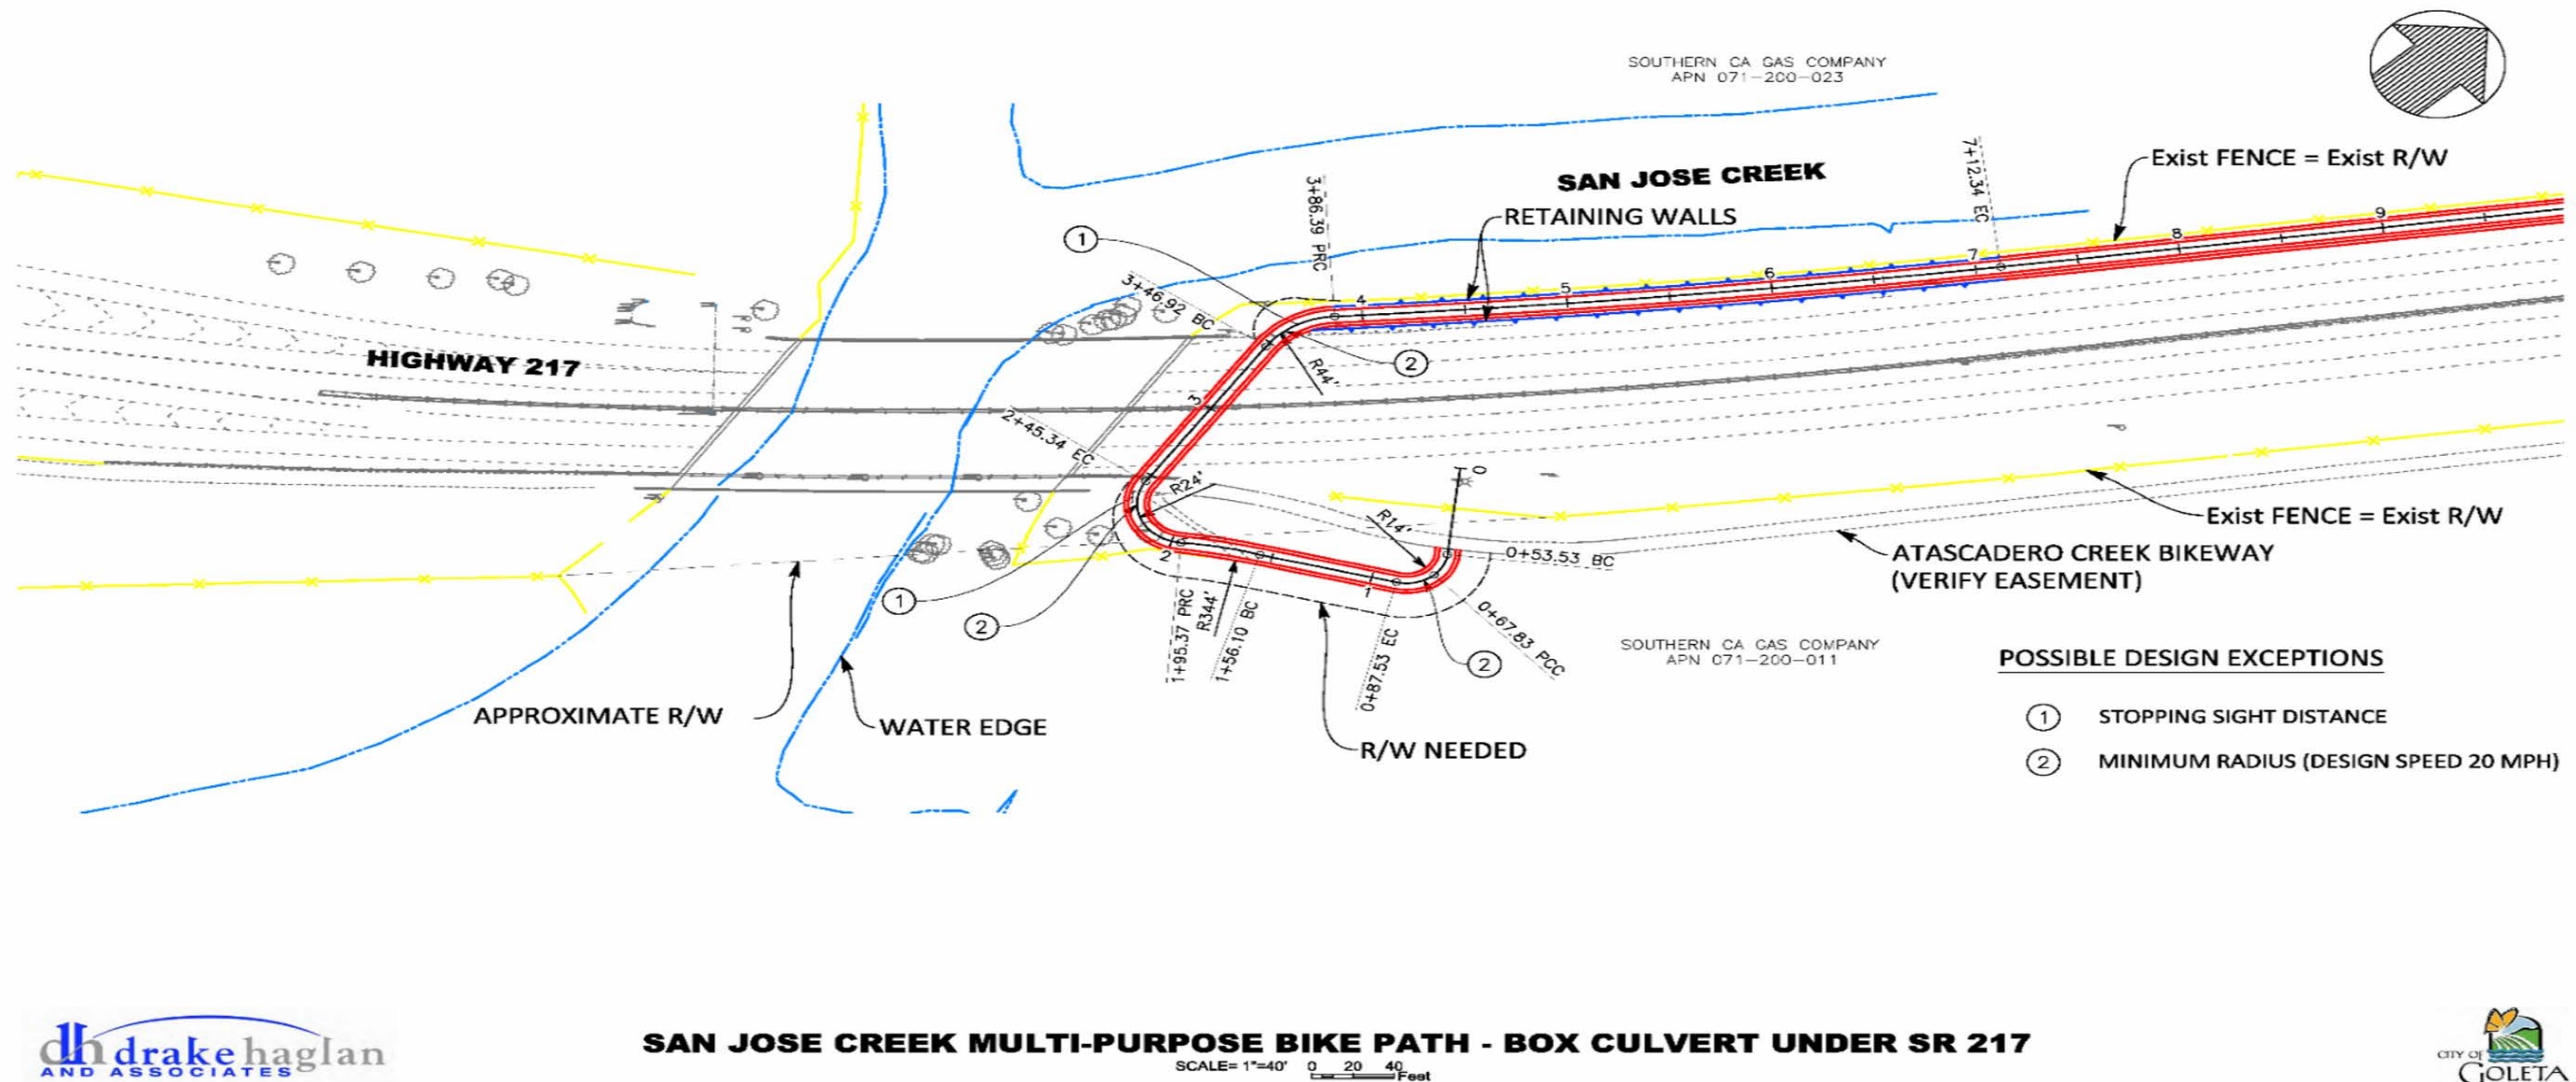 SOUTHERN CA GAS COMPANY
APN 071-200-023
Exist FENCE = Exist R/W
SAN JOSE CREEK
RETAINING WALLS
7+12.34 EC
3+86.39 PRC
1
3+46.92 BC
4
5
6
7
8
9
2
R44'
HIGHWAY 217
3
2+45.34 EC
R24'
0
R14'
0+53.53 BC
Exist FENCE = Exist R/W
ATASCADERO CREEK BIKEWAY
(VERIFY EASEMENT)
2
1
1
2
1+95.37 PRC
R344'
1+56.10 BC
0+87.53 EC
0+67.83 PCC
2
SOUTHERN CA GAS COMPANY
APN 071-200-011
APPROXIMATE R/W
WATER EDGE
R/W NEEDED
POSSIBLE DESIGN EXCEPTIONS
1 STOPPING SIGHT DISTANCE
2 MINIMUM RADIUS (DESIGN SPEED 20 MPH)
dh drake haglan
AND ASSOCIATES
SAN JOSE CREEK MULTI-PURPOSE BIKE PATH - BOX CULVERT UNDER SR 217
SCALE= 1"=40' 0 20 40
Feet
CITY OF
GOLETA